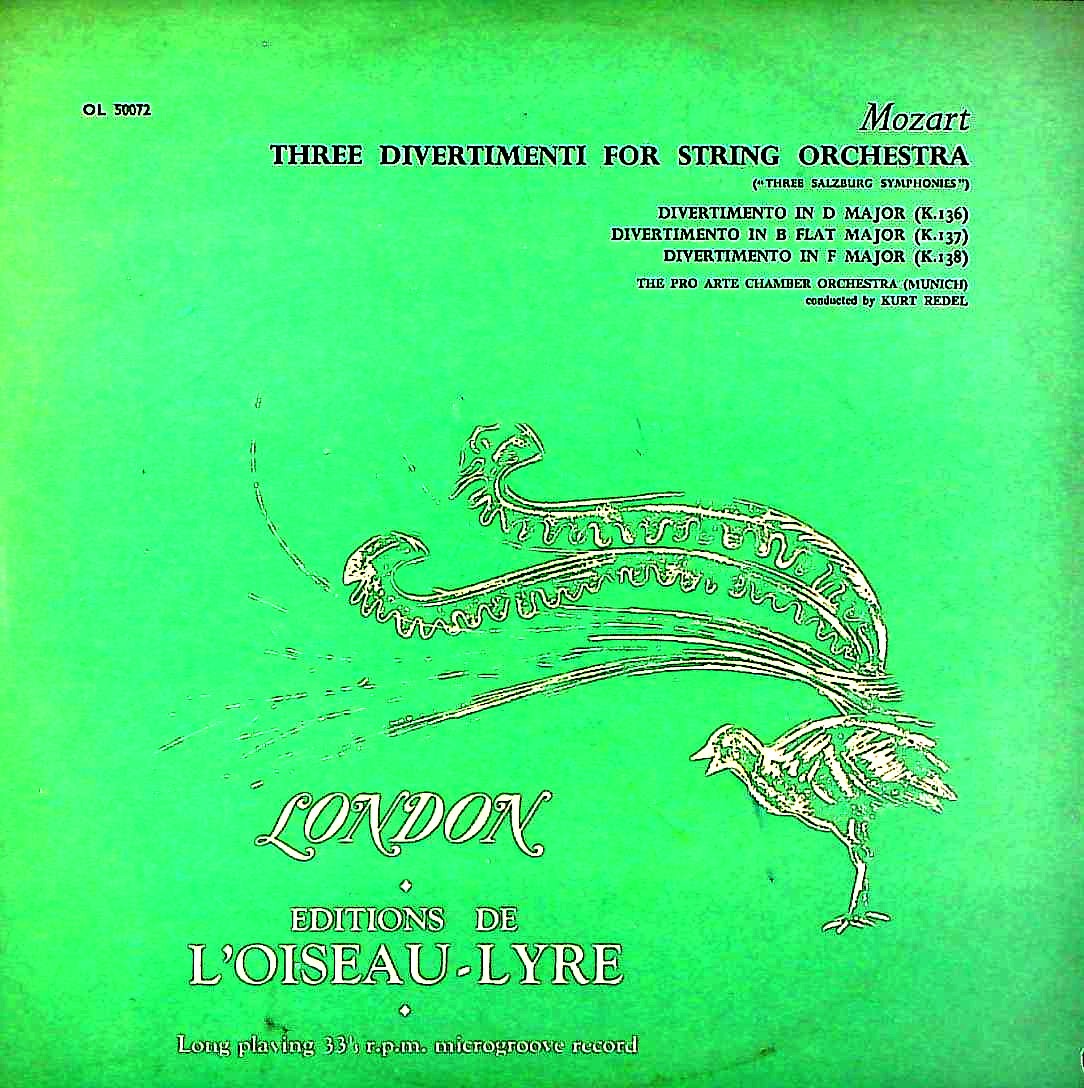 OL 50072
Mozart
THREE DIVERTIMENTI FOR STRING ORCHESTRA
("THREE SALZBURG SYMPHONIES")
DIVERTIMENTO IN D MAJOR (K.136)
DIVERTIMENTO IN B FLAT MAJOR (K.137)
DIVERTIMENTO IN F MAJOR (K.138)
THE PRO ARTE CHAMBER ORCHESTRA (MUNICH)
conducted by KURT REDEL
LONDON
EDITIONS DE
L'OISEAU-LYRE
Long playing 33⅓ r.p.m. microgroove record